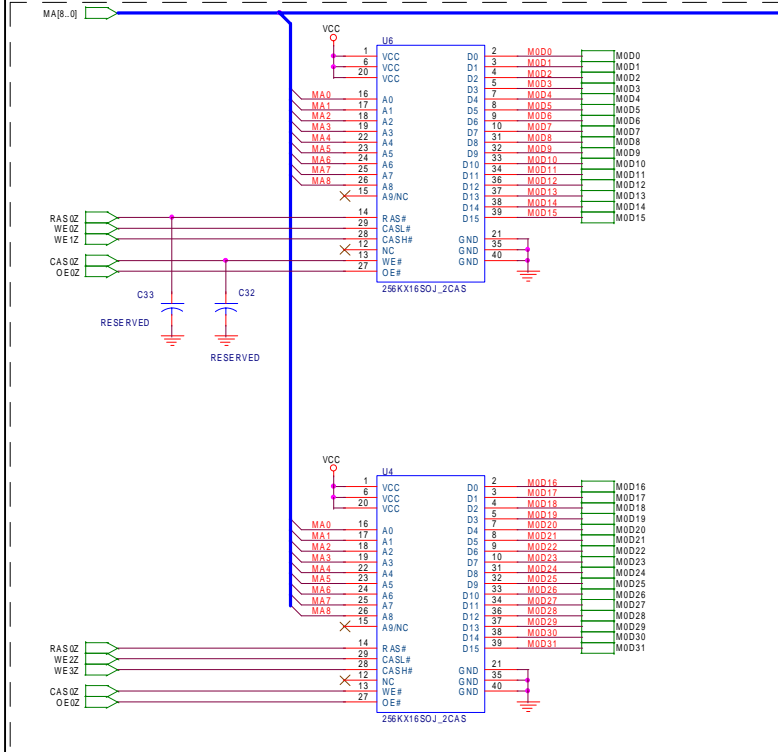 MA[8..0]
VCC
U6
1 VCC D0 2 M0D0 M0D0
6 VCC D1 3 M0D1 M0D1
20 VCC D2 4 M0D2 M0D2
D3 5 M0D3 M0D3
MA0 16 A0 D4 7 M0D4 M0D4
MA1 17 A1 D5 8 M0D5 M0D5
MA2 18 A2 D6 9 M0D6 M0D6
MA3 19 A3 D7 10 M0D7 M0D7
MA4 22 A4 D8 31 M0D8 M0D8
MA5 23 A5 D9 32 M0D9 M0D9
MA6 24 A6 D10 33 M0D10 M0D10
MA7 25 A7 D11 34 M0D11 M0D11
MA8 26 A8 D12 36 M0D12 M0D12
15 A9/NC D13 37 M0D13 M0D13
D14 38 M0D14 M0D14
RAS0Z 14 RAS# D15 39 M0D15 M0D15
WE0Z 29 CASL#
WE1Z 28 CASH# GND 21
12 NC GND 35
CAS0Z 13 WE# GND 40
OE0Z 27 OE#
256KX16SOJ_2CAS
C33
C32
RESERVED
RESERVED
VCC
U4
1 VCC D0 2 M0D16 M0D16
6 VCC D1 3 M0D17 M0D17
20 VCC D2 4 M0D18 M0D18
D3 5 M0D19 M0D19
MA0 16 A0 D4 7 M0D20 M0D20
MA1 17 A1 D5 8 M0D21 M0D21
MA2 18 A2 D6 9 M0D22 M0D22
MA3 19 A3 D7 10 M0D23 M0D23
MA4 22 A4 D8 31 M0D24 M0D24
MA5 23 A5 D9 32 M0D25 M0D25
MA6 24 A6 D10 33 M0D26 M0D26
MA7 25 A7 D11 34 M0D27 M0D27
MA8 26 A8 D12 36 M0D28 M0D28
15 A9/NC D13 37 M0D29 M0D29
D14 38 M0D30 M0D30
RAS0Z 14 RAS# D15 39 M0D31 M0D31
WE2Z 29 CASL#
WE3Z 28 CASH# GND 21
12 NC GND 35
CAS0Z 13 WE# GND 40
OE0Z 27 OE#
256KX16SOJ_2CAS